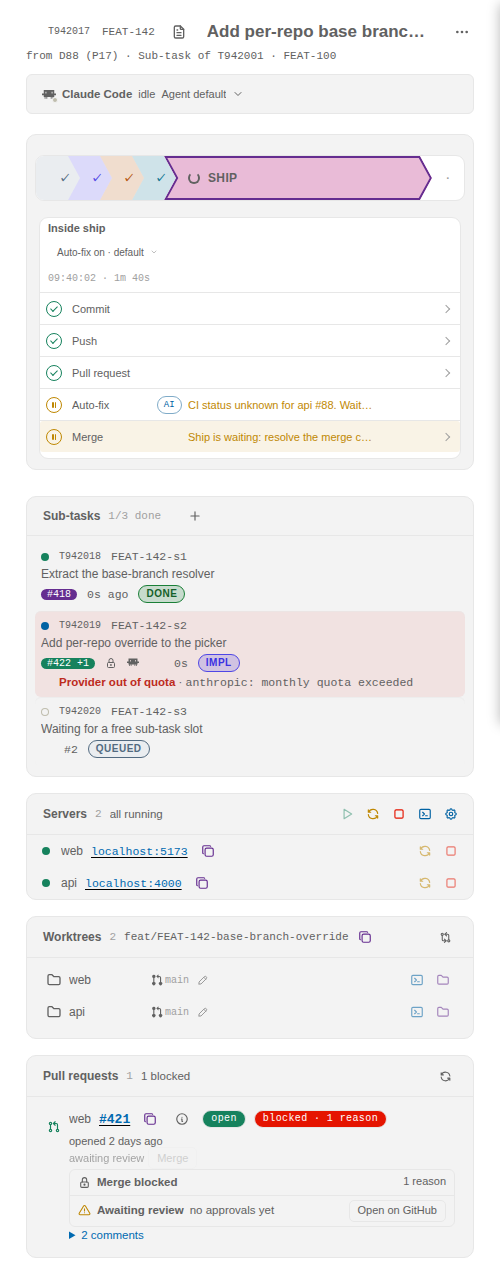 T942017 FEAT-142 Add per-repo base branc…
from D88 (P17) · Sub-task of T942001 · FEAT-100
Claude Code idle Agent default
SHIP
Inside ship
Auto-fix on · default
09:40:02 · 1m 40s
Commit
Push
Pull request
Auto-fix AI CI status unknown for api #88. Wait…
Merge Ship is waiting: resolve the merge c…
Sub-tasks 1/3 done
T942018 FEAT-142-s1
Extract the base-branch resolver
#418 0s ago DONE
T942019 FEAT-142-s2
Add per-repo override to the picker
#422 +1 0s IMPL
Provider out of quota · anthropic: monthly quota exceeded
T942020 FEAT-142-s3
Waiting for a free sub-task slot
#2 QUEUED
Servers 2 all running
web localhost:5173
api localhost:4000
Worktrees 2 feat/FEAT-142-base-branch-override
web main
api main
Pull requests 1 1 blocked
web #421 open blocked · 1 reason
opened 2 days ago
awaiting review Merge
Merge blocked 1 reason
Awaiting review no approvals yet Open on GitHub
2 comments